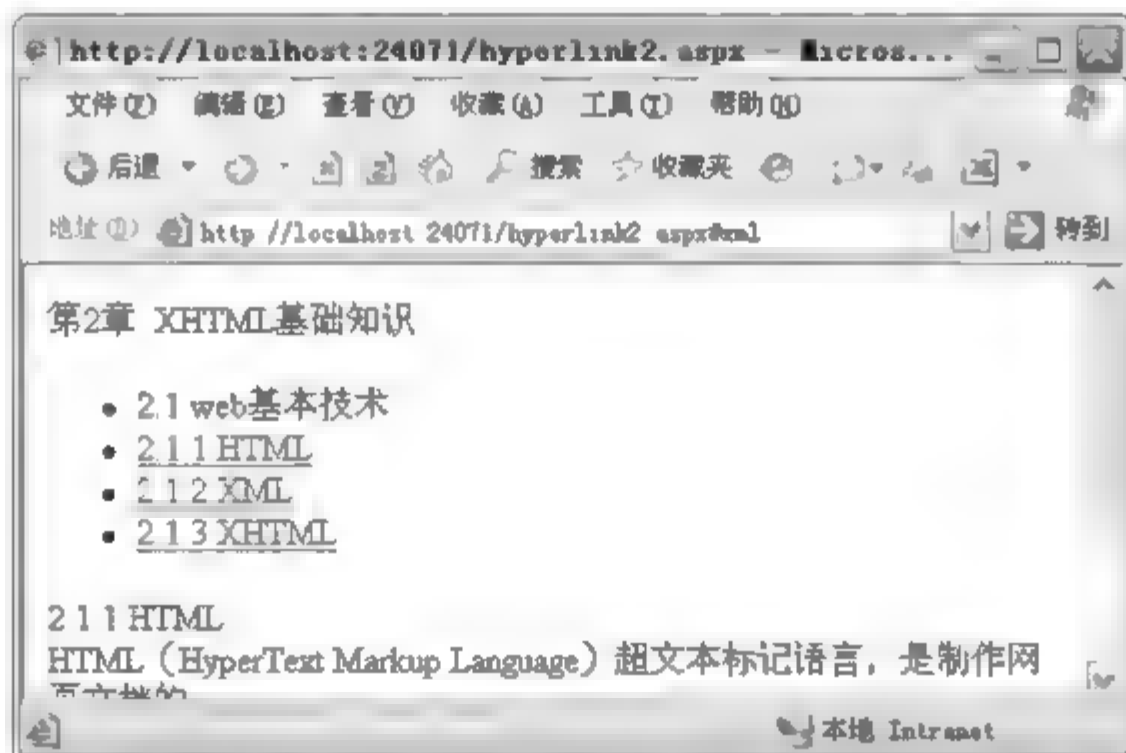 http://localhost:24071/hyperlink2.aspx - Micros...
文件(F) 编辑(E) 查看(V) 收藏(A) 工具(T) 帮助(H)
后退 搜索 收藏夹
地址(D) http://localhost:24071/hyperlink2.aspx#xml 转到
第2章 XHTML基础知识
• 2.1 web基本技术
• 2.1.1 HTML
• 2.1.2 XML
• 2.1.3 XHTML
2.1.1 HTML
HTML（HyperText Markup Language）超文本标记语言，是制作网
页文档的
本地 Intranet